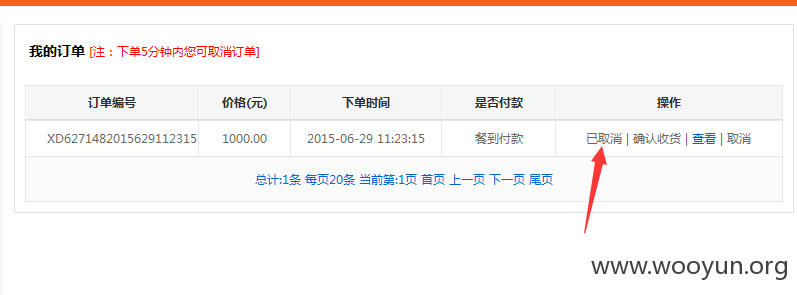 我的订单 [注：下单5分钟内您可取消订单]
订单编号 价格(元) 下单时间 是否付款 操作
XD6271482015629112315 1000.00 2015-06-29 11:23:15 餐到付款 已取消 | 确认收货 | 查看 | 取消
总计:1条 每页20条 当前第:1页 首页 上一页 下一页 尾页
www.wooyun.org